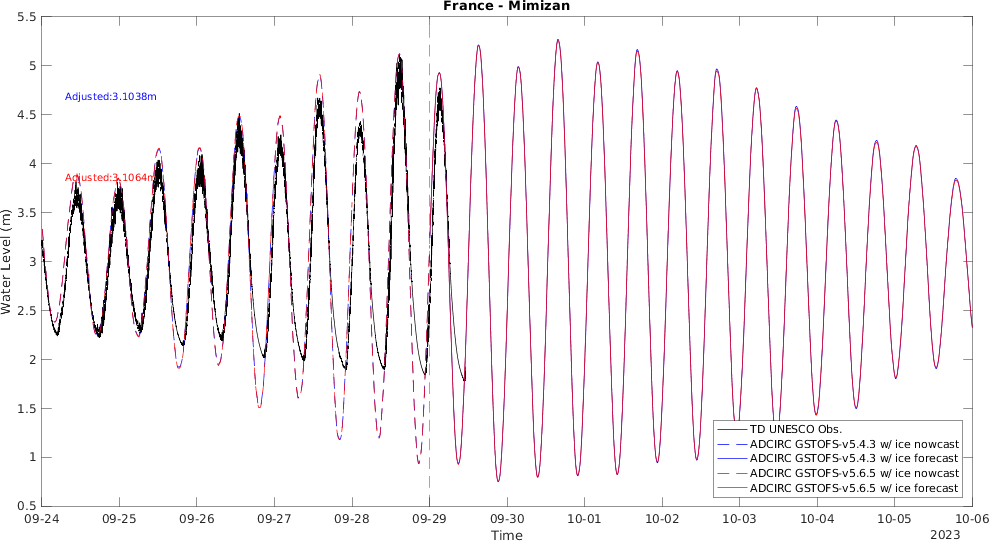 France - Mimizan
5.5
5
4.5
4
3.5
3
2.5
2
1.5
1
0.5
Water Level (m)
Adjusted:3.1038m
Adjusted:3.1064m
TD UNESCO Obs.
ADCIRC GSTOFS-v5.4.3 w/ ice nowcast
ADCIRC GSTOFS-v5.4.3 w/ ice forecast
ADCIRC GSTOFS-v5.6.5 w/ ice nowcast
ADCIRC GSTOFS-v5.6.5 w/ ice forecast
09-24 09-25 09-26 09-27 09-28 09-29 09-30 10-01 10-02 10-03 10-04 10-05 10-06
Time
2023